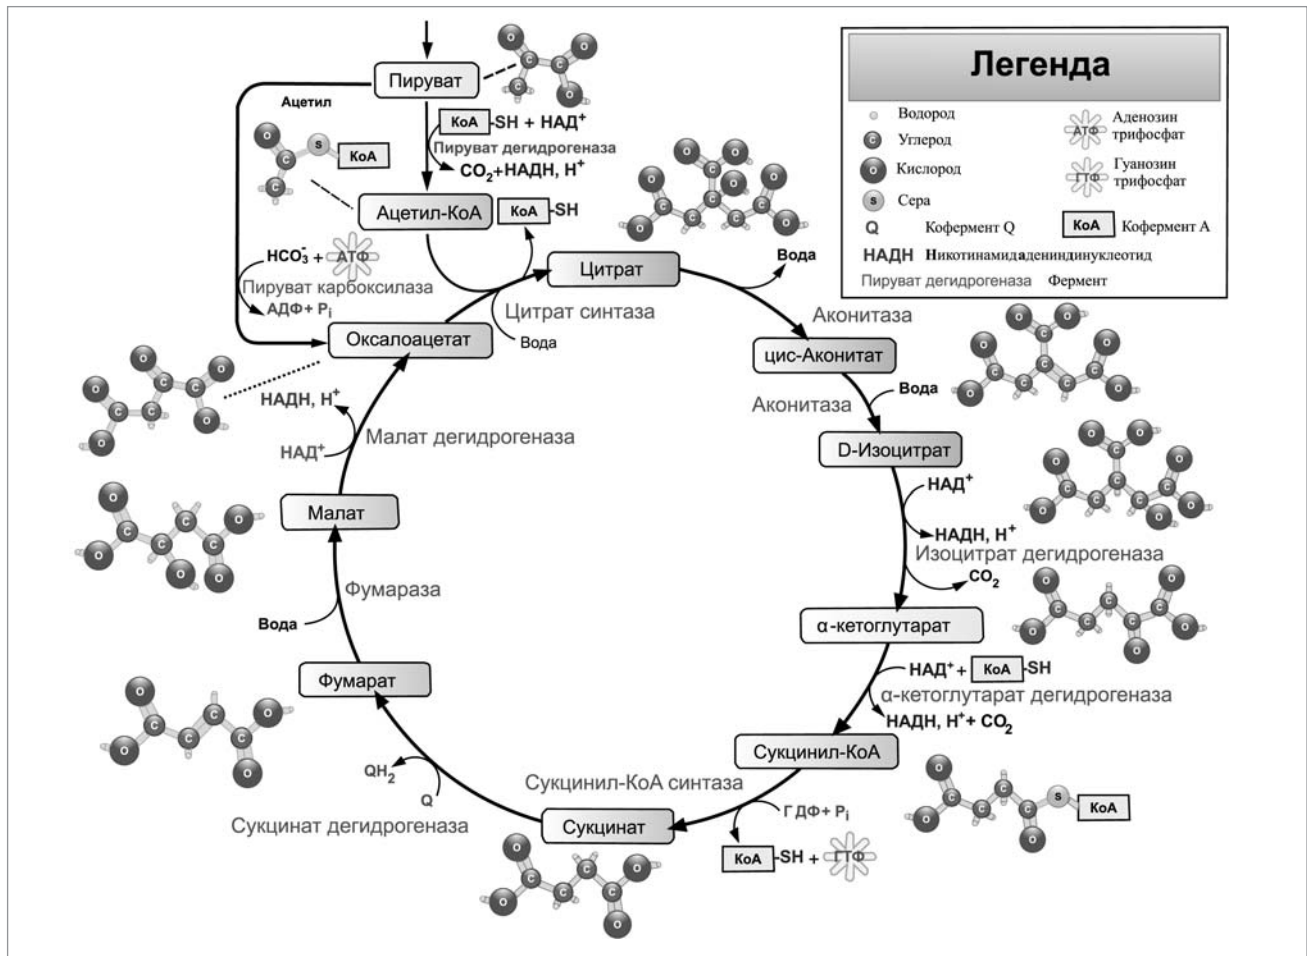 Пируват
Ацетил
КоА -SH + НАД⁺
Пируват дегидрогеназа
CO₂+НАДН, Н⁺
КоА
Ацетил-КоА
КоА -SH
HCO₃⁻ + АТФ
Пируват карбоксилаза
АДФ+ Pᵢ
Оксалоацетат
Цитрат
Цитрат синтаза
Вода
Вода
Аконитаза
цис-Аконитат
Аконитаза
Вода
D-Изоцитрат
НАД⁺
НАДН, Н⁺
Изоцитрат дегидрогеназа
CO₂
α-кетоглутарат
НАД⁺ + КоА -SH
α-кетоглутарат дегидрогеназа
НАДН, Н⁺+ CO₂
Сукцинил-КоА
КоА
Сукцинил-КоА синтаза
ГДФ+ Pᵢ
КоА -SH + ГТФ
Сукцинат
QH₂
Q
Сукцинат дегидрогеназа
Фумарат
Вода
Фумараза
Малат
НАДН, Н⁺
НАД⁺
Малат дегидрогеназа
Легенда
Водород
C Углерод
O Кислород
S Сера
Q Кофермент Q
АТФ Аденозин
трифосфат
ГТФ Гуанозин
трифосфат
КоА Кофермент А
НАДН Никотинамидадениндинуклеотид
Пируват дегидрогеназа Фермент